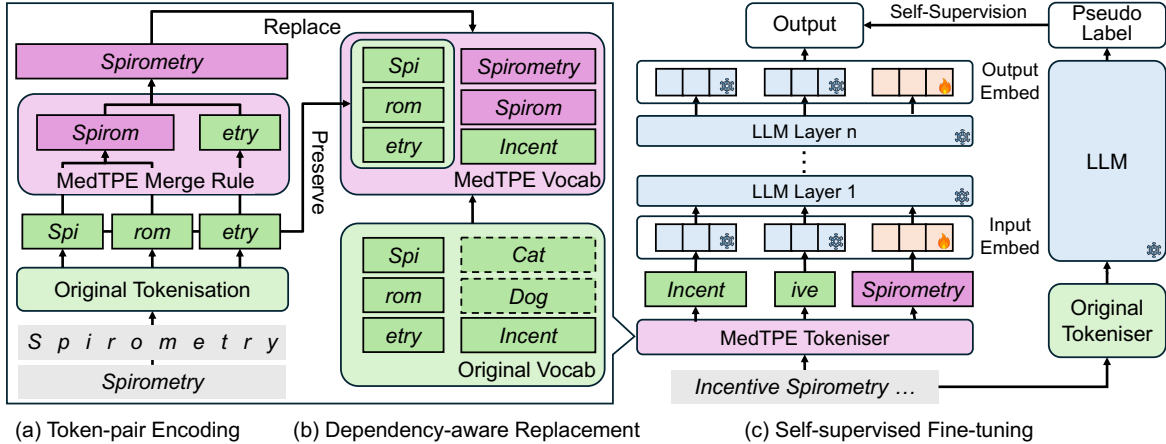 Replace
Spirometry
Spirom
etry
MedTPE Merge Rule
Spi
rom
etry
Original Tokenisation
S p i r o m e t r y
Spirometry
(a) Token-pair Encoding
Preserve
Spi
rom
etry
Spirometry
Spirom
Incent
MedTPE Vocab
Spi
rom
etry
Cat
Dog
Incent
Original Vocab
(b) Dependency-aware Replacement
Output
Self-Supervision
Pseudo
Label
Output
Embed
LLM Layer n
LLM Layer 1
Input
Embed
Incent
ive
Spirometry
MedTPE Tokeniser
Incentive Spirometry ...
LLM
Original
Tokeniser
(c) Self-supervised Fine-tuning